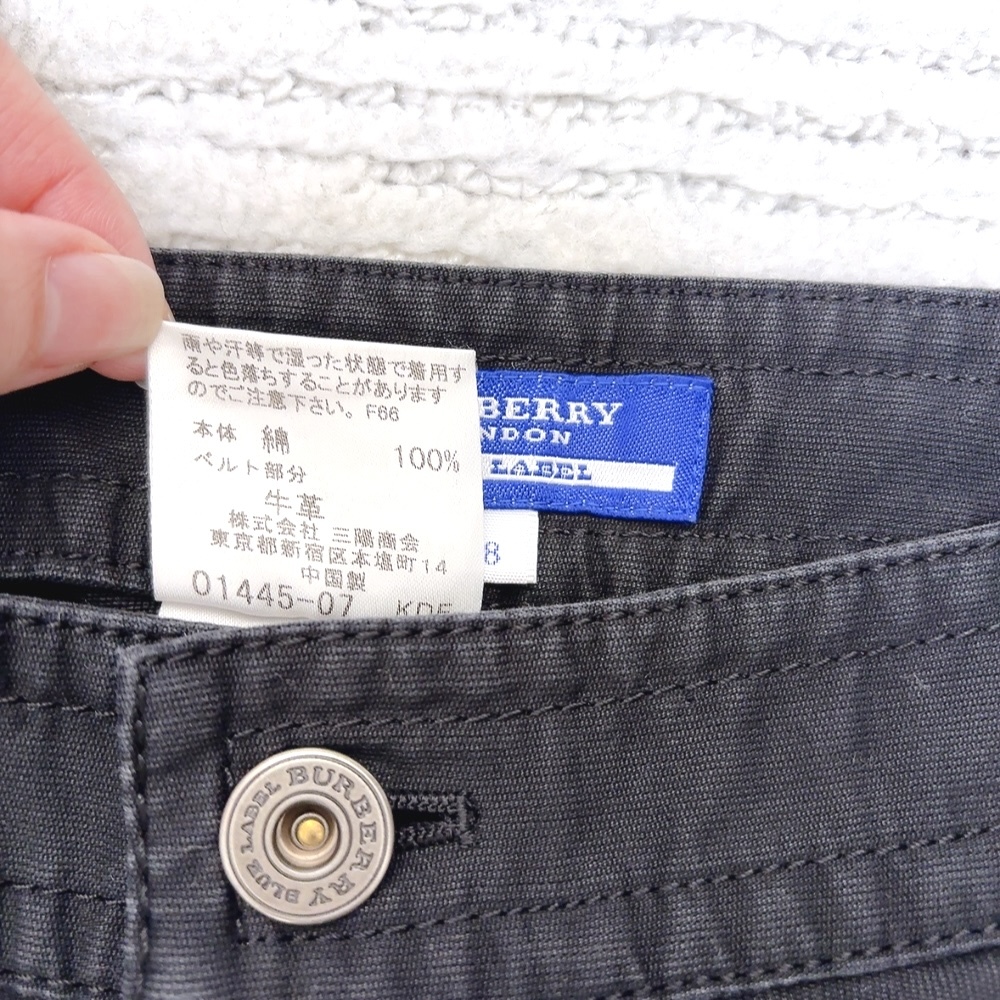 雨や汗等で湿った状態で着用す
ると色落ちすることがあります
のでご注意下さい。F66
本体 綿 100%
ベルト部分
牛革
株式会社 三陽商会
東京都新宿区本塩町14
中国製
01445-07
BERRY
NDON
LABEL
8
BURBERRY BLUE LABEL